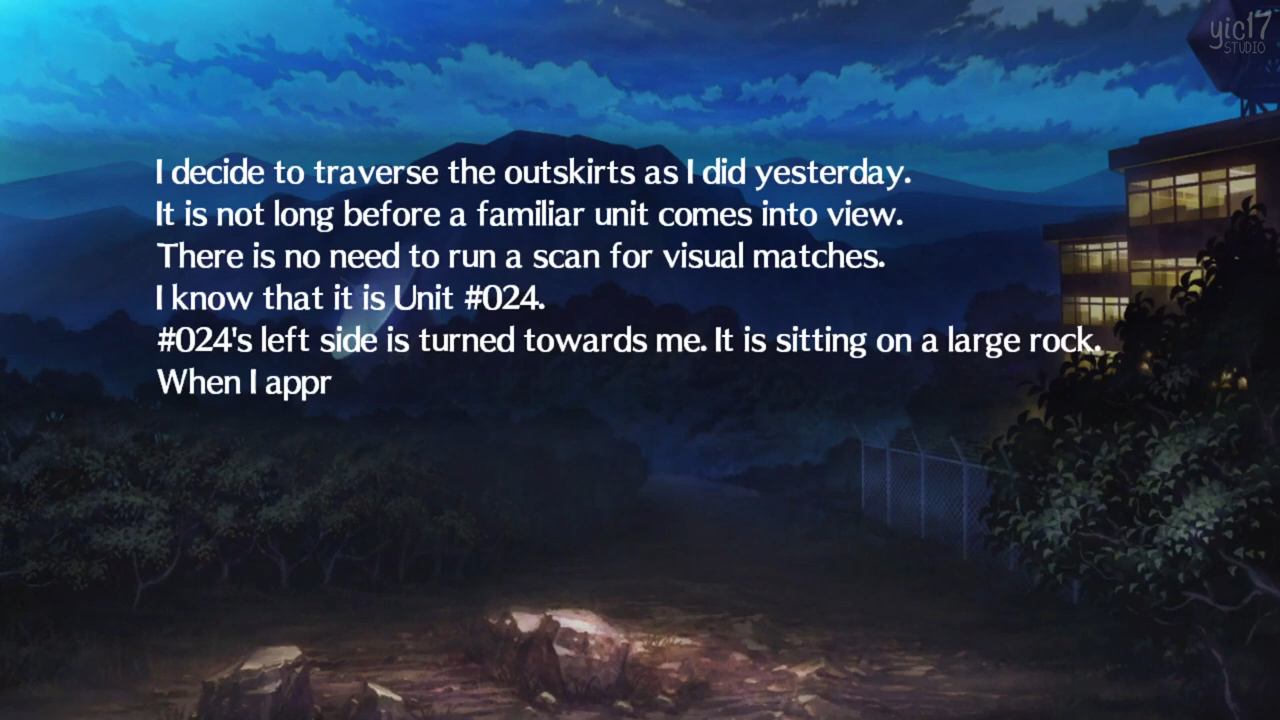 yic17
STUDIO
I decide to traverse the outskirts as I did yesterday.
It is not long before a familiar unit comes into view.
There is no need to run a scan for visual matches.
I know that it is Unit #024.
#024's left side is turned towards me. It is sitting on a large rock.
When I appr